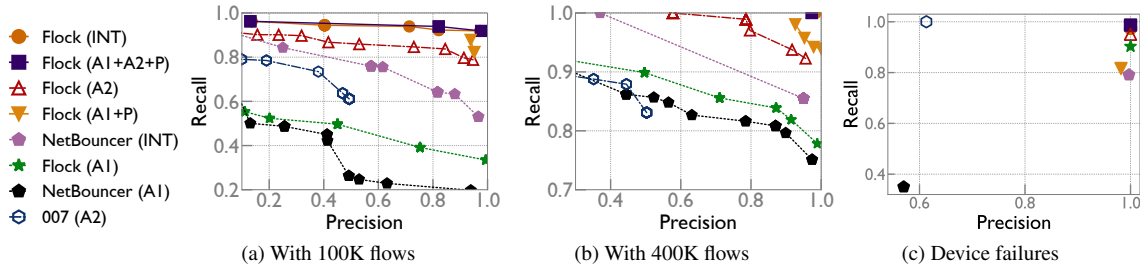 Flock (INT)
Flock (A1+A2+P)
Flock (A2)
Flock (A1+P)
NetBouncer (INT)
Flock (A1)
NetBouncer (A1)
007 (A2)
Recall
1.0
0.8
0.6
0.4
0.2
0.2 0.4 0.6 0.8 1.0
Precision
(a) With 100K flows
Recall
1.0
0.9
0.8
0.7
0.4 0.6 0.8 1.0
Precision
(b) With 400K flows
Recall
1.0
0.8
0.6
0.4
0.6 0.8 1.0
Precision
(c) Device failures